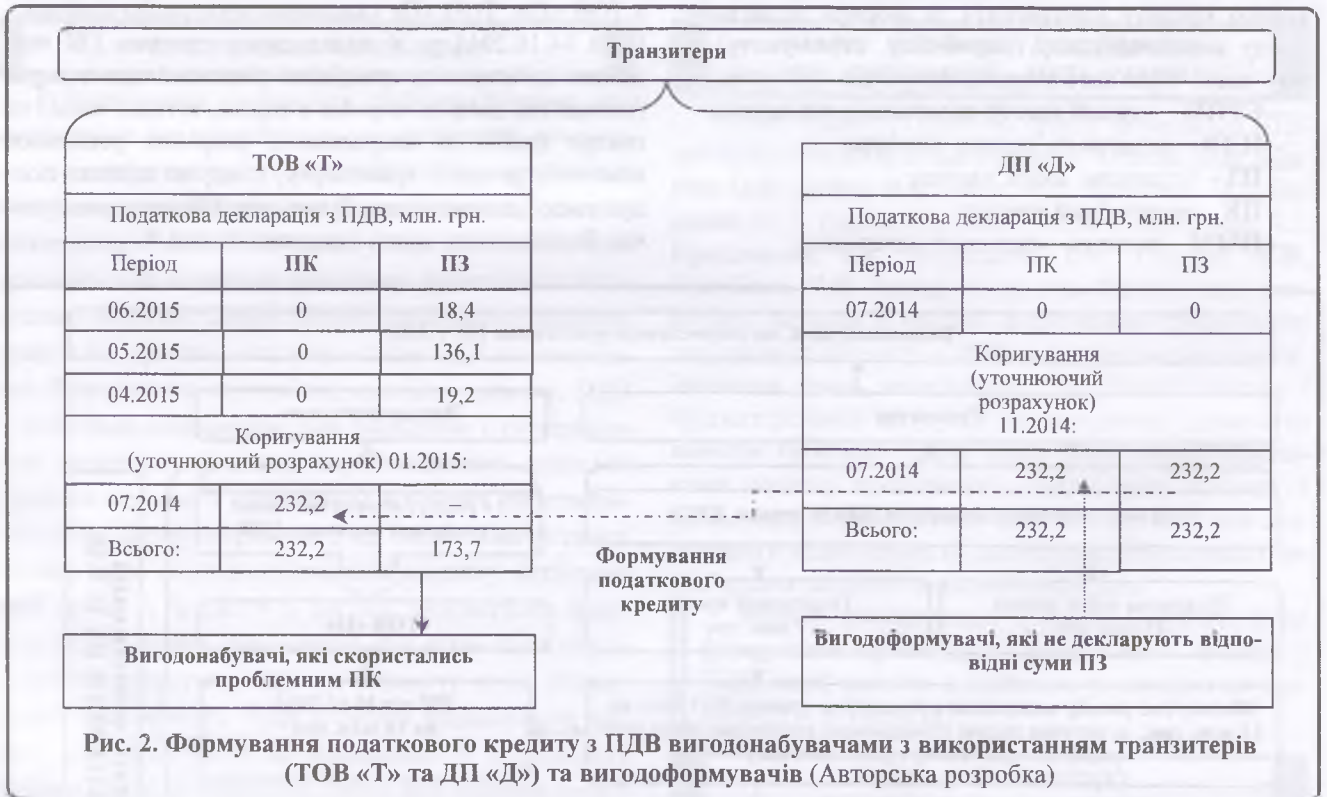 Транзитери
ТОВ «Т»
Податкова декларація з ПДВ, млн. грн.
Період ПК ПЗ
06.2015 0 18,4
05.2015 0 136,1
04.2015 0 19,2
Коригування
(уточнюючий розрахунок) 01.2015:
07.2014 232,2 –
Всього: 232,2 173,7
Вигодонабувачі, які скористались
проблемним ПК
Формування
податкового
кредиту
ДП «Д»
Податкова декларація з ПДВ, млн. грн.
Період ПК ПЗ
07.2014 0 0
Коригування
(уточнюючий
розрахунок)
11.2014:
07.2014 232,2 232,2
Всього: 232,2 232,2
Вигодоформувачі, які не декларують відпо-
відні суми ПЗ
Рис. 2. Формування податкового кредиту з ПДВ вигодонабувачами з використанням транзитерів
(ТОВ «Т» та ДП «Д») та вигодоформувачів (Авторська розробка)